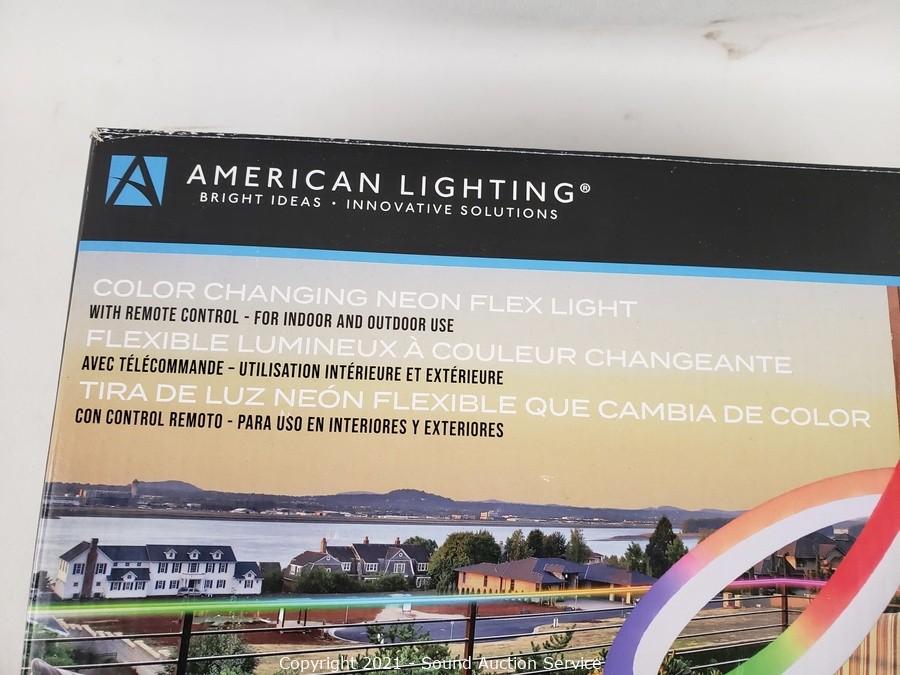 AMERICAN LIGHTING®
BRIGHT IDEAS • INNOVATIVE SOLUTIONS
COLOR CHANGING NEON FLEX LIGHT
WITH REMOTE CONTROL - FOR INDOOR AND OUTDOOR USE
FLEXIBLE LUMINEUX À COULEUR CHANGEANTE
AVEC TÉLÉCOMMANDE – UTILISATION INTÉRIEURE ET EXTÉRIEURE
TIRA DE LUZ NEÓN FLEXIBLE QUE CAMBIA DE COLOR
CON CONTROL REMOTO - PARA USO EN INTERIORES Y EXTERIORES
Copyright 2021 - Sound Auction Service